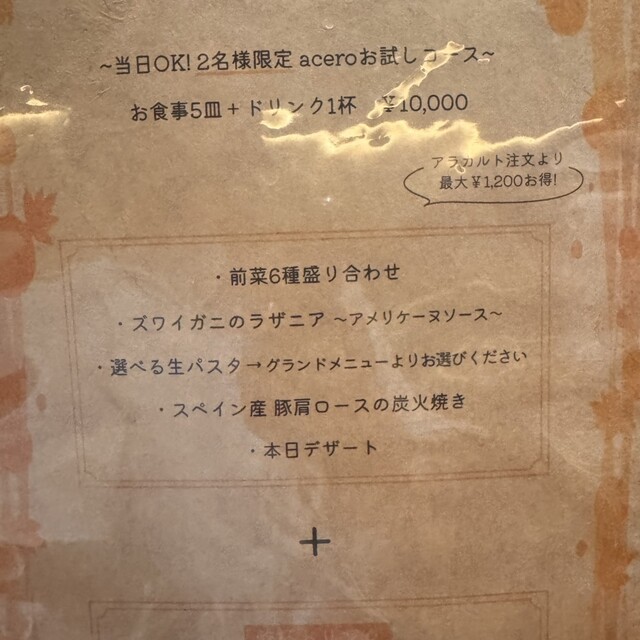 ~当日OK! 2名様限定 aceroお試しコース~
お食事5皿 + ドリンク1杯 ¥10,000
アラカルト注文より
最大¥1,200お得!
・前菜6種盛り合わせ
・ズワイガニのラザニア ~アメリケーヌソース~
・選べる生パスタ→グランドメニューよりお選びください
・スペイン産 豚肩ロースの炭火焼き
・本日デザート
+